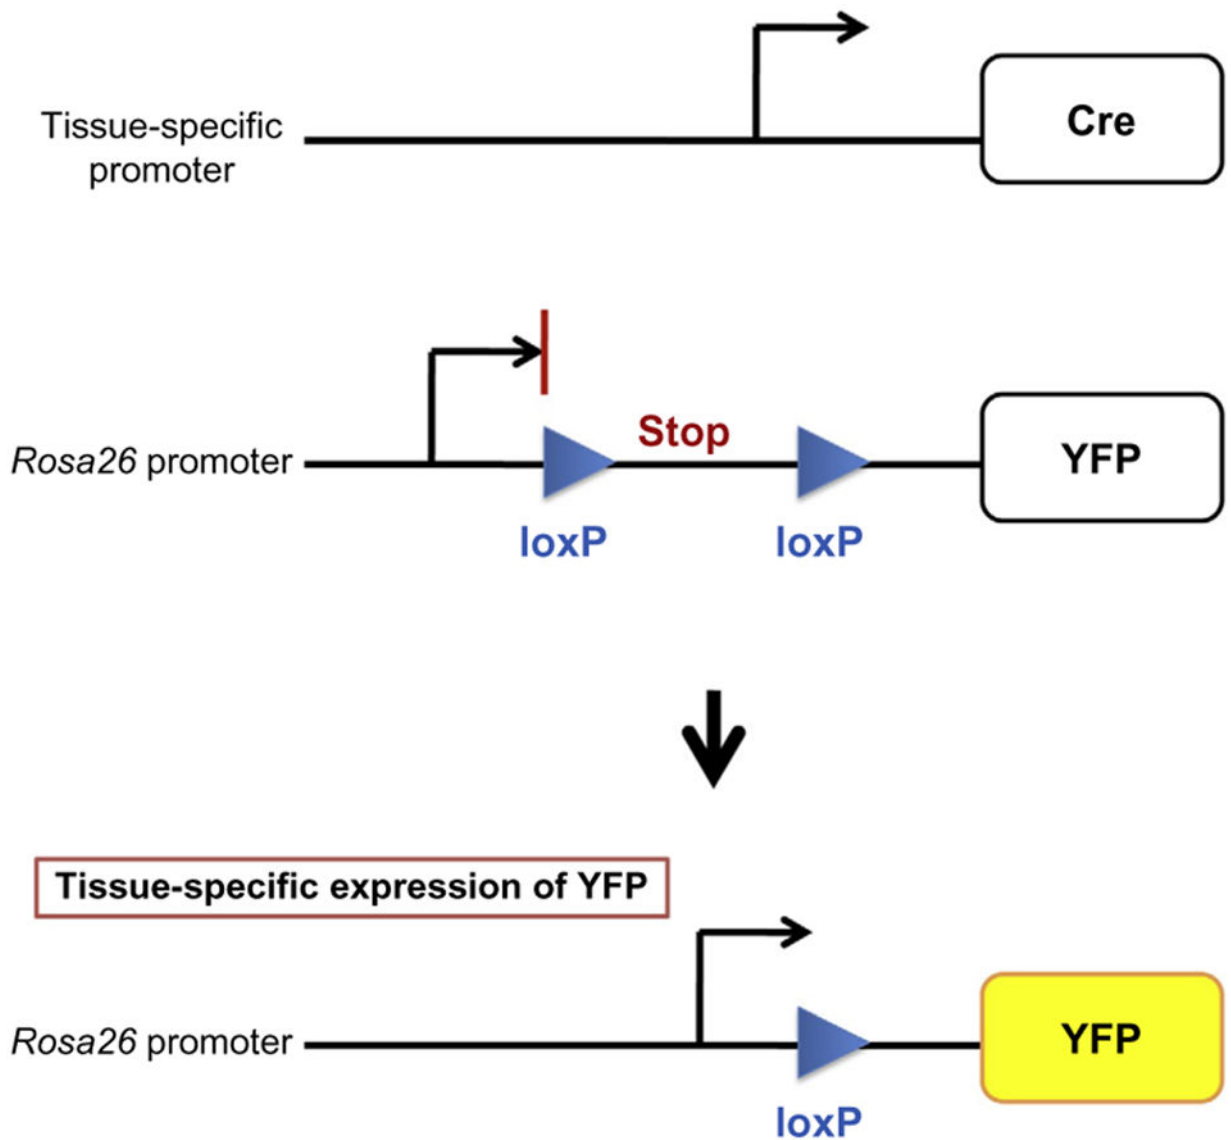 Tissue-specific
promoter
Cre
Rosa26 promoter
Stop
YFP
loxP
loxP
Tissue-specific expression of YFP
Rosa26 promoter
YFP
loxP